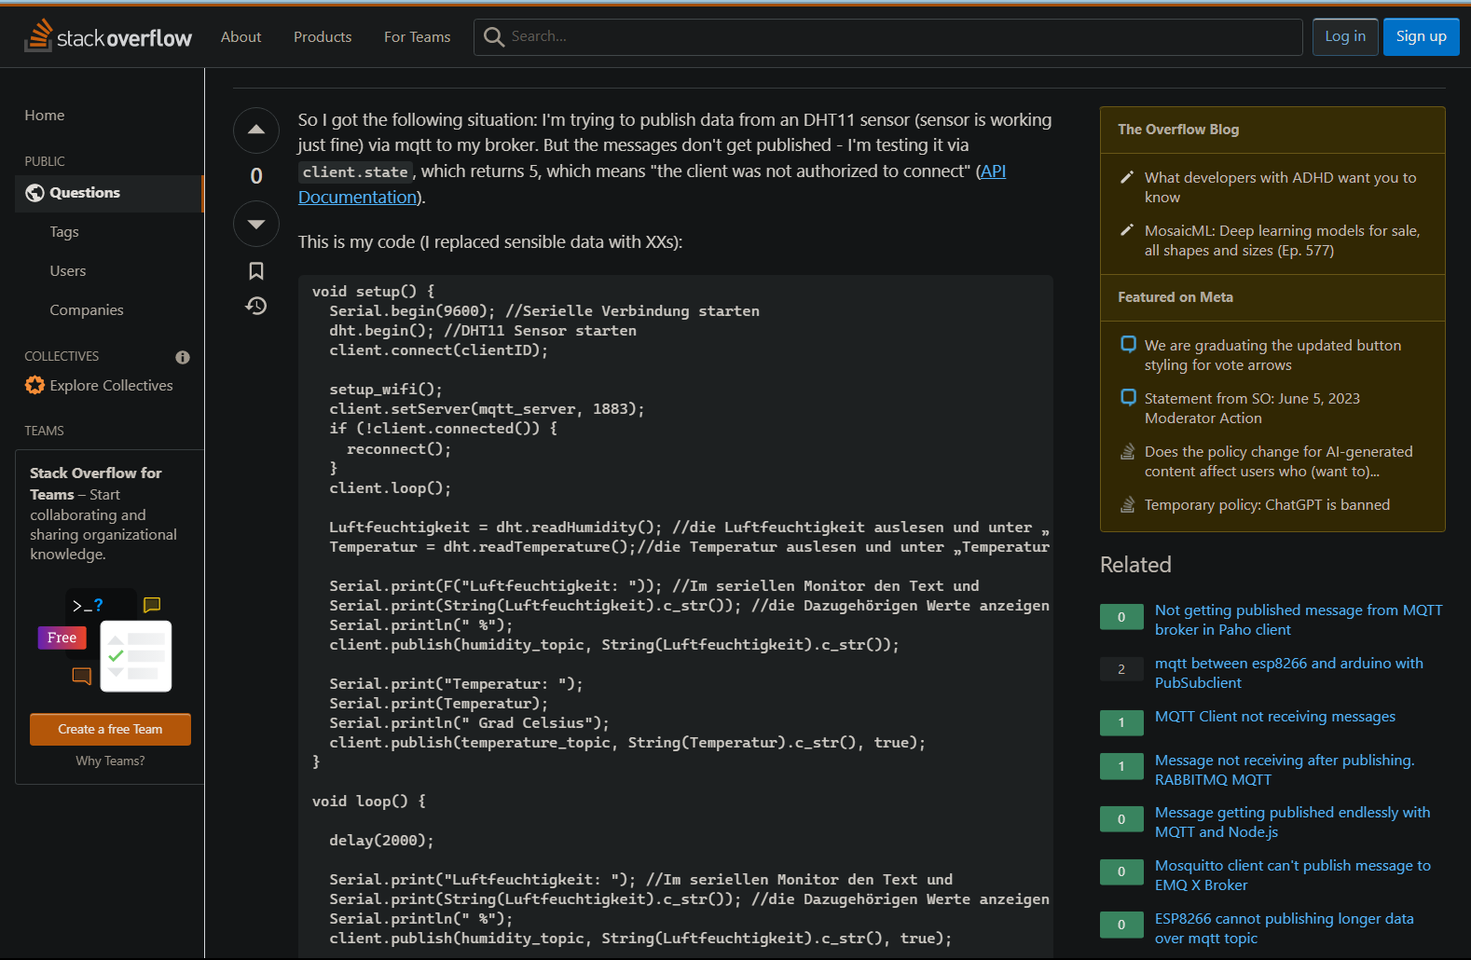 stackoverflow
About
Products
For Teams
Search...
Log in
Sign up
Home
PUBLIC
Questions
Tags
Users
Companies
COLLECTIVES
Explore Collectives
TEAMS
Stack Overflow for
Teams – Start
collaborating and
sharing organizational
knowledge.
>_?
Free
Create a free Team
Why Teams?
0
So I got the following situation: I'm trying to publish data from an DHT11 sensor (sensor is working
just fine) via mqtt to my broker. But the messages don't get published - I'm testing it via
client.state, which returns 5, which means "the client was not authorized to connect" (API
Documentation).
This is my code (I replaced sensible data with XXs):
void setup() {
  Serial.begin(9600); //Serielle Verbindung starten
  dht.begin(); //DHT11 Sensor starten
  client.connect(clientID);
  setup_wifi();
  client.setServer(mqtt_server, 1883);
  if (!client.connected()) {
    reconnect();
  }
  client.loop();
  Luftfeuchtigkeit = dht.readHumidity(); //die Luftfeuchtigkeit auslesen und unter „
  Temperatur = dht.readTemperature();//die Temperatur auslesen und unter „Temperatur
  Serial.print(F("Luftfeuchtigkeit: ")); //Im seriellen Monitor den Text und
  Serial.print(String(Luftfeuchtigkeit).c_str()); //die Dazugehörigen Werte anzeigen
  Serial.println(" %");
  client.publish(humidity_topic, String(Luftfeuchtigkeit).c_str());
  Serial.print("Temperatur: ");
  Serial.print(Temperatur);
  Serial.println(" Grad Celsius");
  client.publish(temperature_topic, String(Temperatur).c_str(), true);
}
void loop() {
  delay(2000);
  Serial.print("Luftfeuchtigkeit: "); //Im seriellen Monitor den Text und
  Serial.print(String(Luftfeuchtigkeit).c_str()); //die Dazugehörigen Werte anzeigen
  Serial.println(" %");
  client.publish(humidity_topic, String(Luftfeuchtigkeit).c_str(), true);
The Overflow Blog
What developers with ADHD want you to
know
MosaicML: Deep learning models for sale,
all shapes and sizes (Ep. 577)
Featured on Meta
We are graduating the updated button
styling for vote arrows
Statement from SO: June 5, 2023
Moderator Action
Does the policy change for AI-generated
content affect users who (want to)...
Temporary policy: ChatGPT is banned
Related
0 Not getting published message from MQTT
broker in Paho client
2 mqtt between esp8266 and arduino with
PubSubclient
1 MQTT Client not receiving messages
1 Message not receiving after publishing.
RABBITMQ MQTT
0 Message getting published endlessly with
MQTT and Node.js
0 Mosquitto client can't publish message to
EMQ X Broker
0 ESP8266 cannot publishing longer data
over mqtt topic